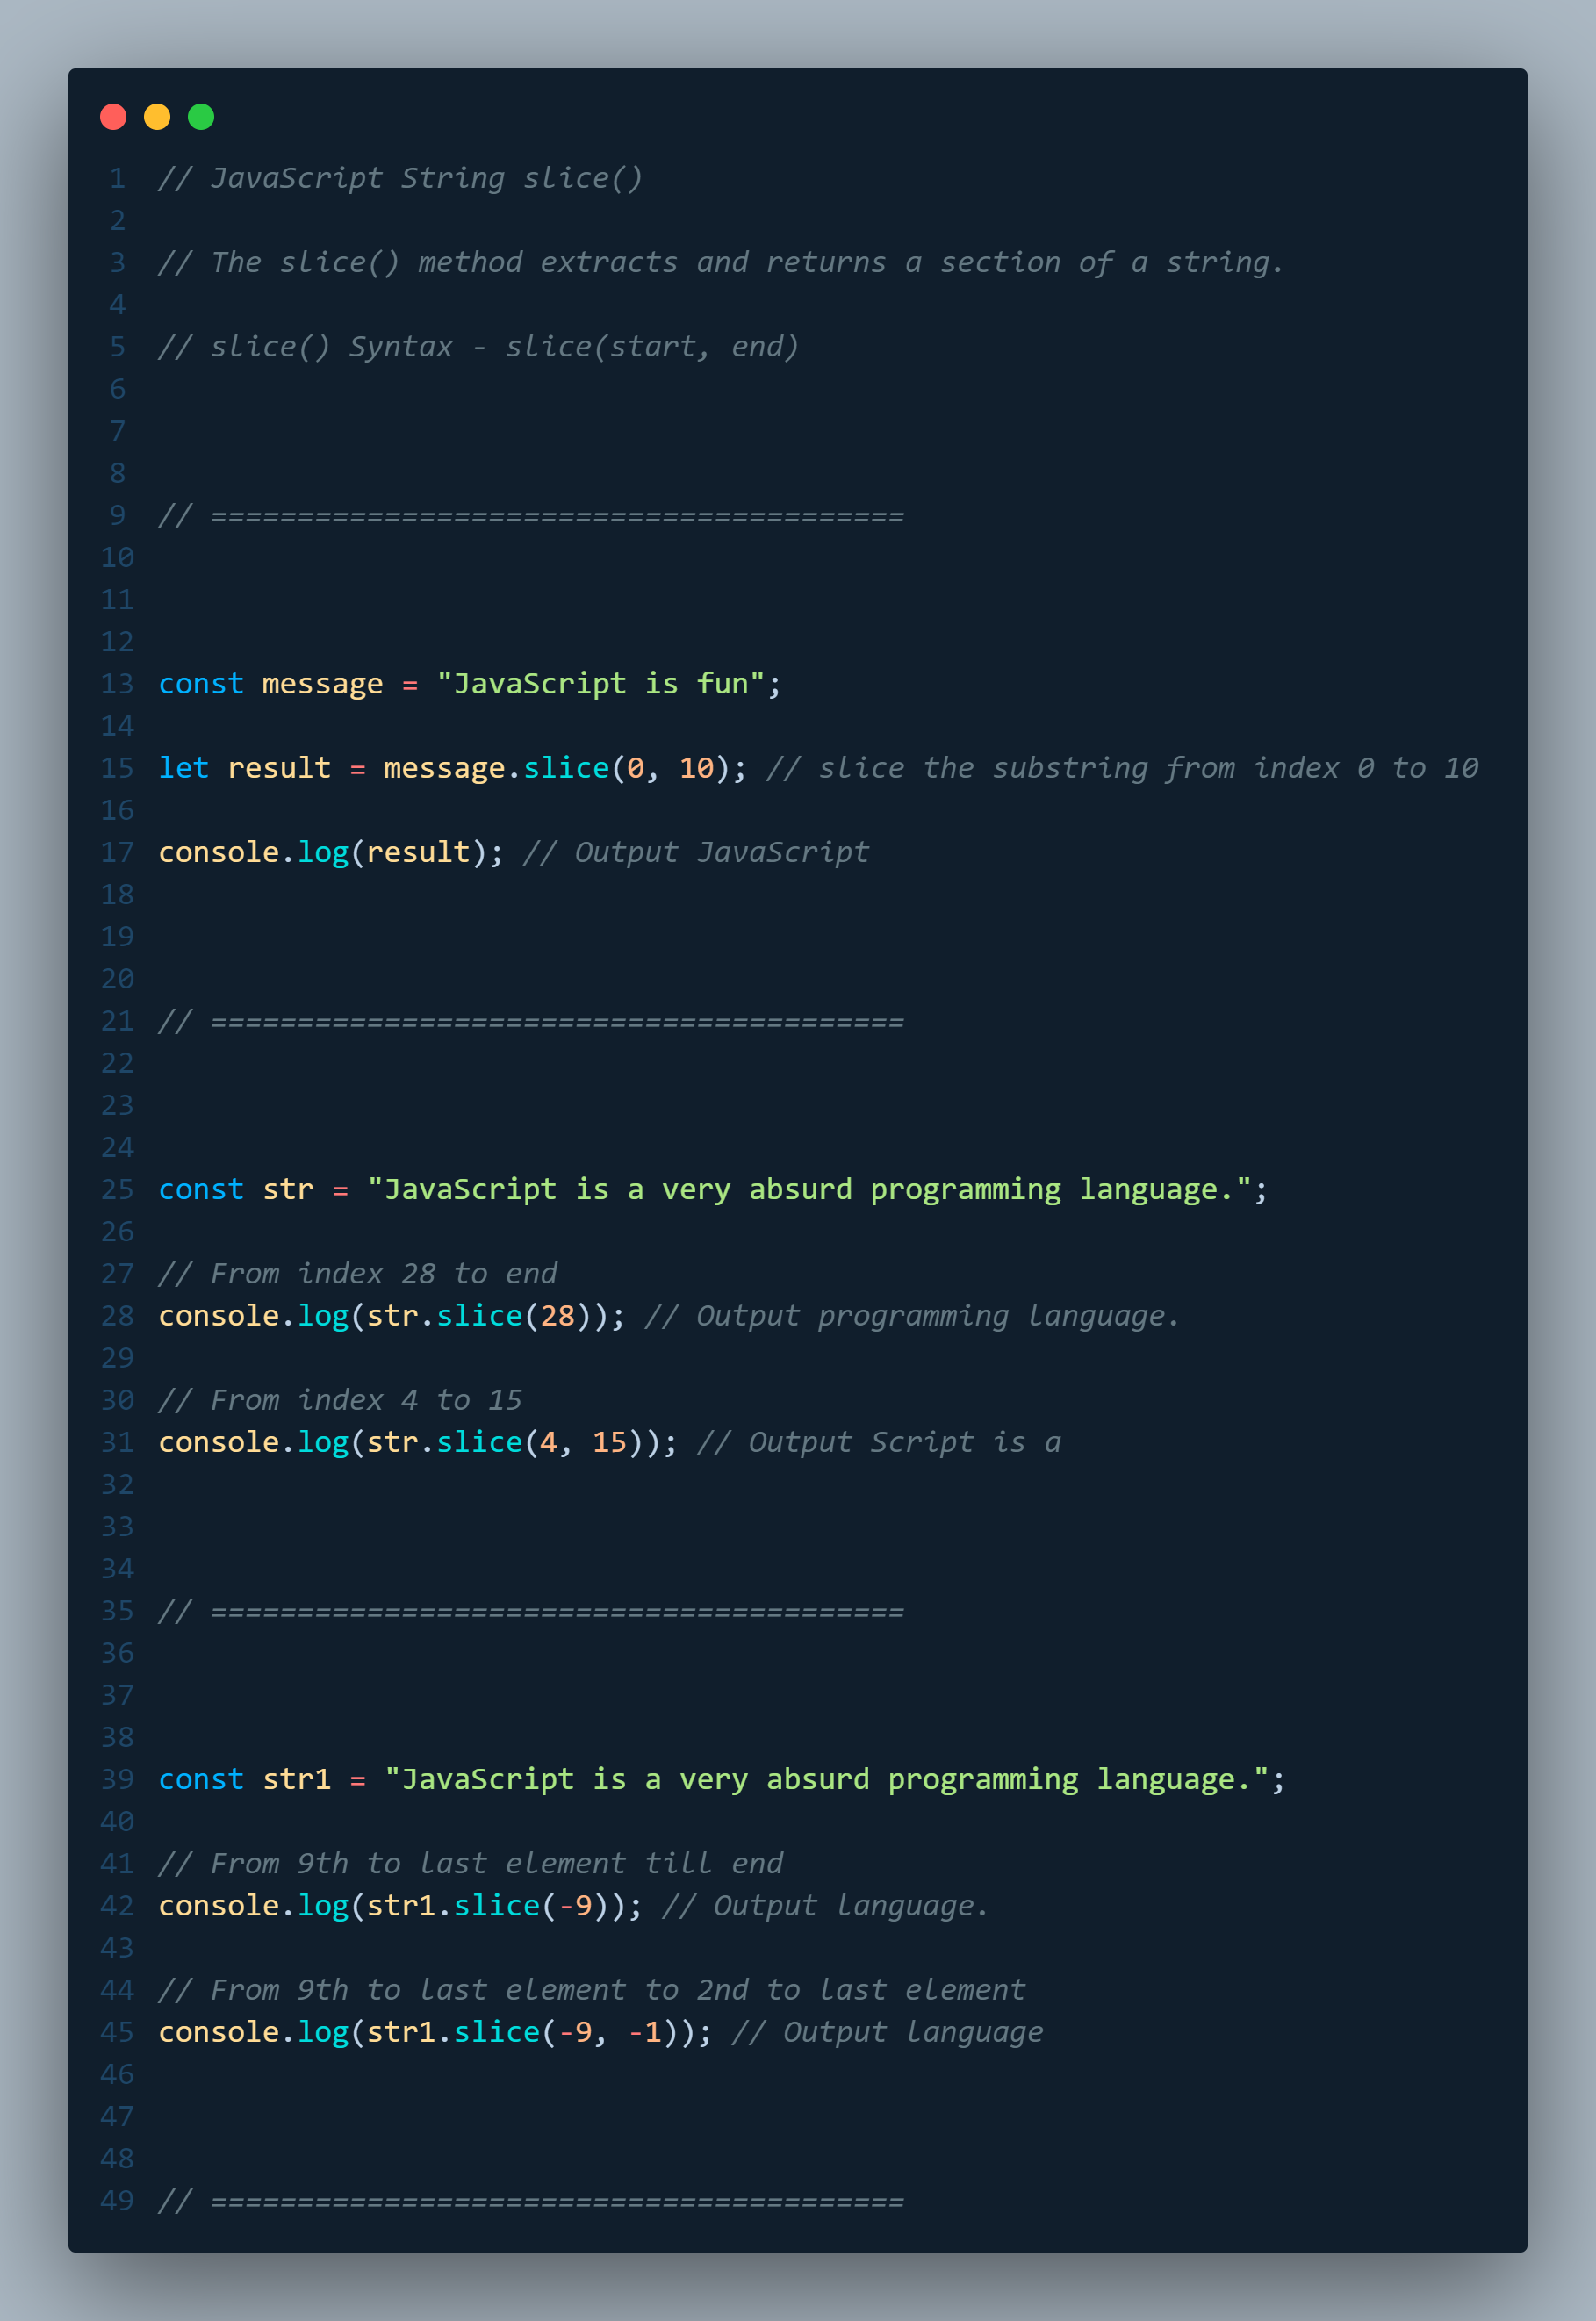 1 // JavaScript String slice()
2
3 // The slice() method extracts and returns a section of a string.
4
5 // slice() Syntax - slice(start, end)
6
7
8
9 // ========================================
10
11
12
13 const message = "JavaScript is fun";
14
15 let result = message.slice(0, 10); // slice the substring from index 0 to 10
16
17 console.log(result); // Output JavaScript
18
19
20
21 // ========================================
22
23
24
25 const str = "JavaScript is a very absurd programming language.";
26
27 // From index 28 to end
28 console.log(str.slice(28)); // Output programming language.
29
30 // From index 4 to 15
31 console.log(str.slice(4, 15)); // Output Script is a
32
33
34
35 // ========================================
36
37
38
39 const str1 = "JavaScript is a very absurd programming language.";
40
41 // From 9th to last element till end
42 console.log(str1.slice(-9)); // Output language.
43
44 // From 9th to last element to 2nd to last element
45 console.log(str1.slice(-9, -1)); // Output language
46
47
48
49 // ========================================